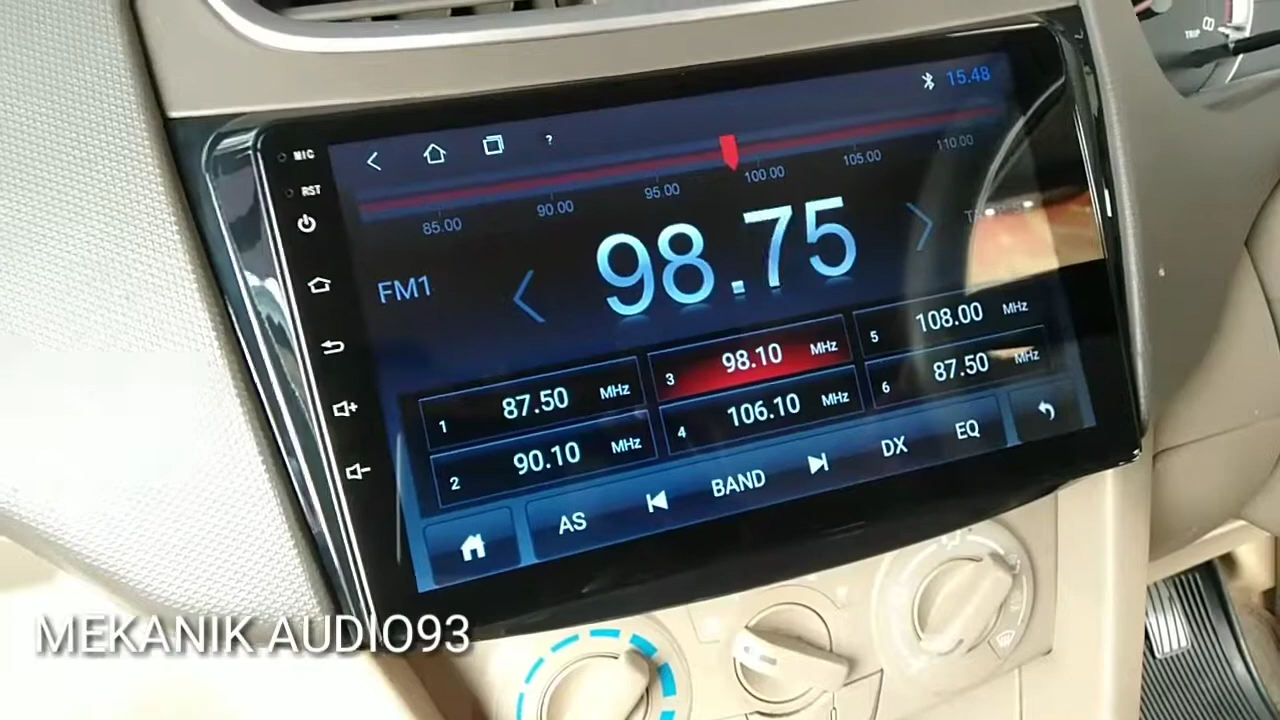 TRIP
15.48
MIC
?
RST
85.00 90.00 95.00 100.00 105.00 110.00
FM1
98.75
1 87.50 MHz
3 98.10 MHz
5 108.00 MHz
2 90.10 MHz
4 106.10 MHz
6 87.50 MHz
AS
BAND
DX
EQ
MEKANIK AUDIO93